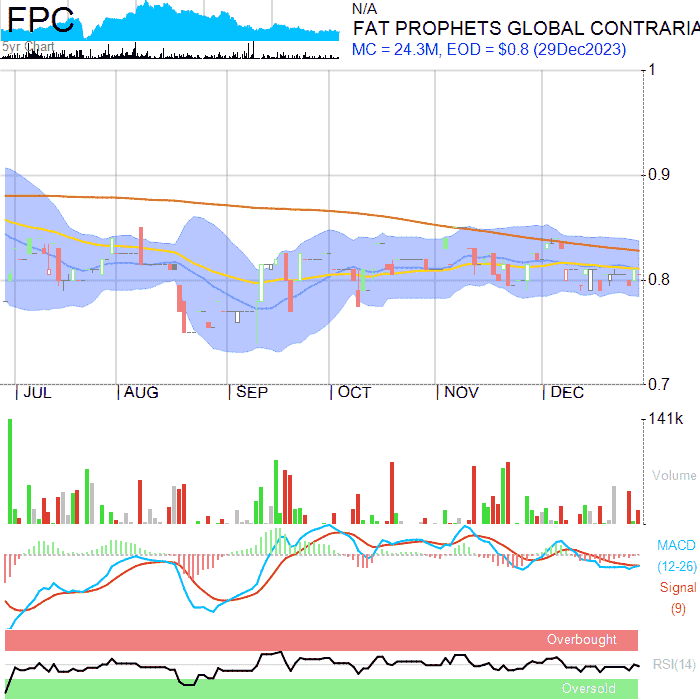 FPC
5yr Chart
N/A
FAT PROPHETS GLOBAL CONTRARIA
MC = 24.3M, EOD = $0.8 (29Dec2023)
1
0.9
0.8
0.7
JUL AUG SEP OCT NOV DEC
141k
Volume
MACD
(12-26)
Signal
(9)
Overbought
RSI(14)
Oversold